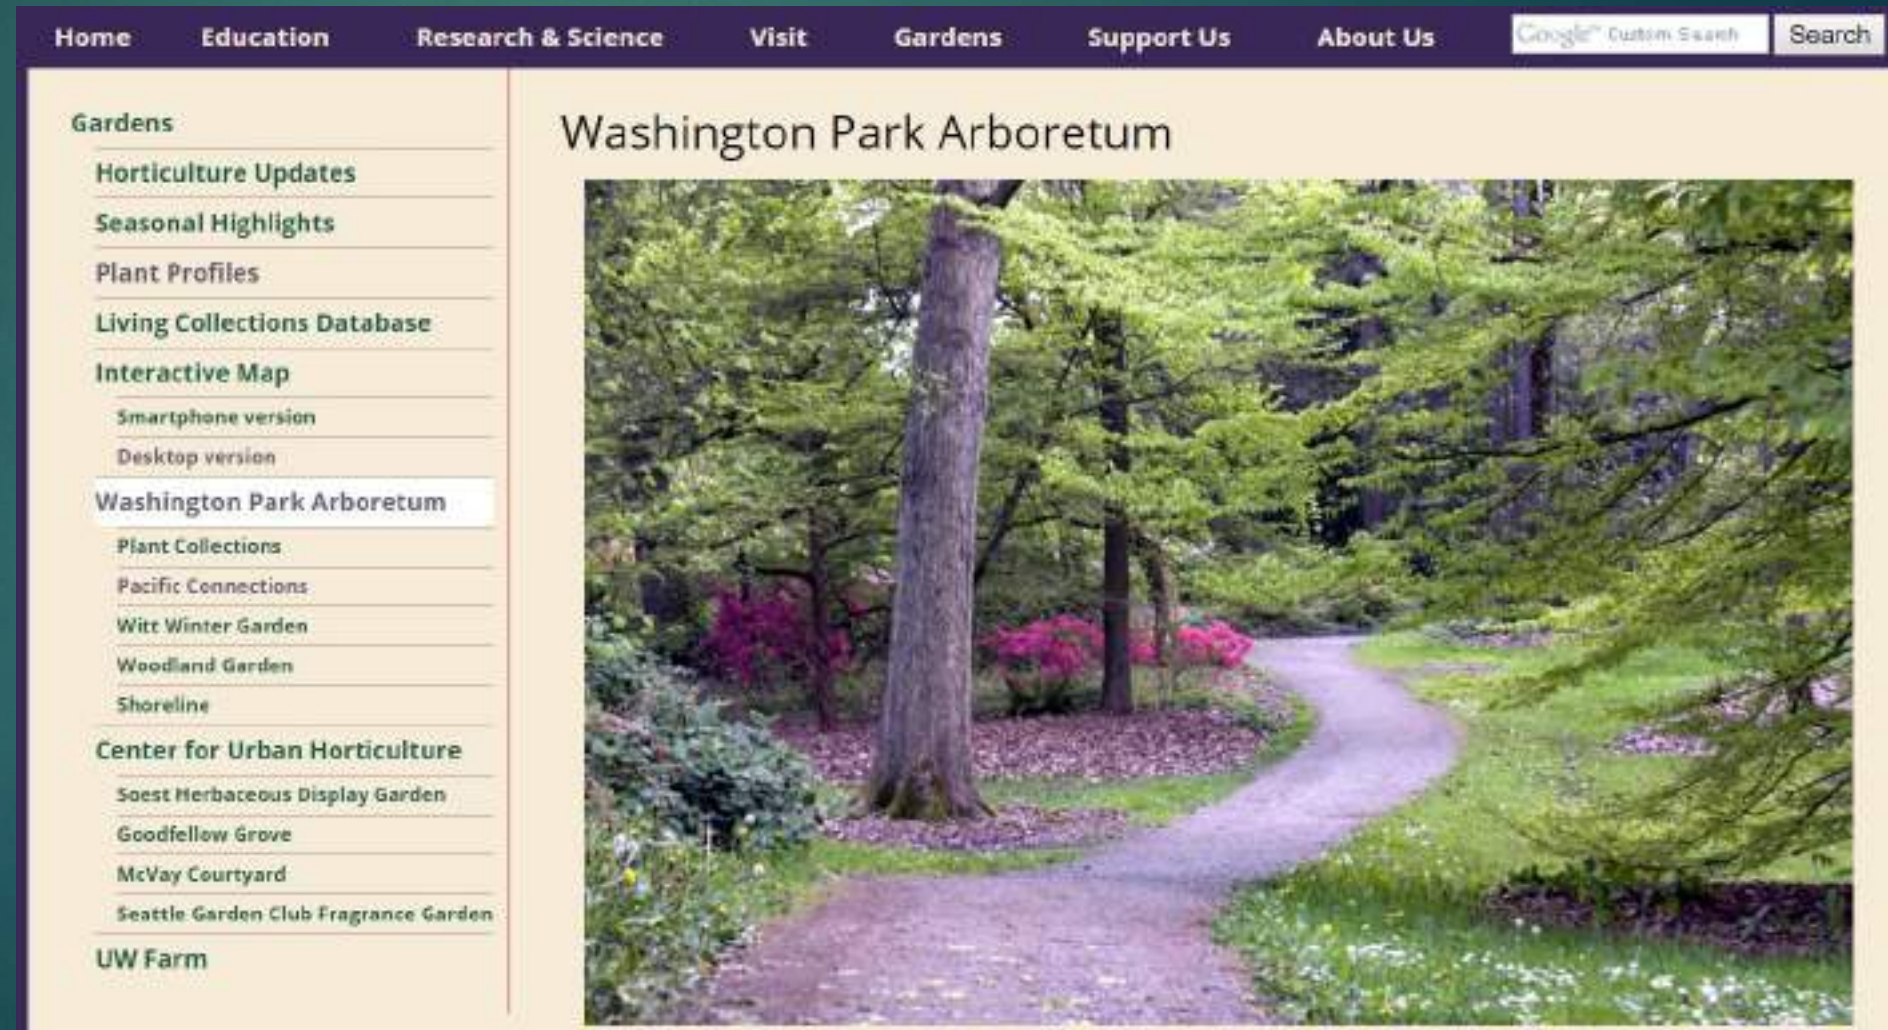 Home Education Research & Science Visit Gardens Support Us About Us Google™ Custom Search Search
Gardens
Horticulture Updates
Seasonal Highlights
Plant Profiles
Living Collections Database
Interactive Map
Smartphone version
Desktop version
Washington Park Arboretum
Plant Collections
Pacific Connections
Witt Winter Garden
Woodland Garden
Shoreline
Center for Urban Horticulture
Soest Herbaceous Display Garden
Goodfellow Grove
McVay Courtyard
Seattle Garden Club Fragrance Garden
UW Farm
Washington Park Arboretum